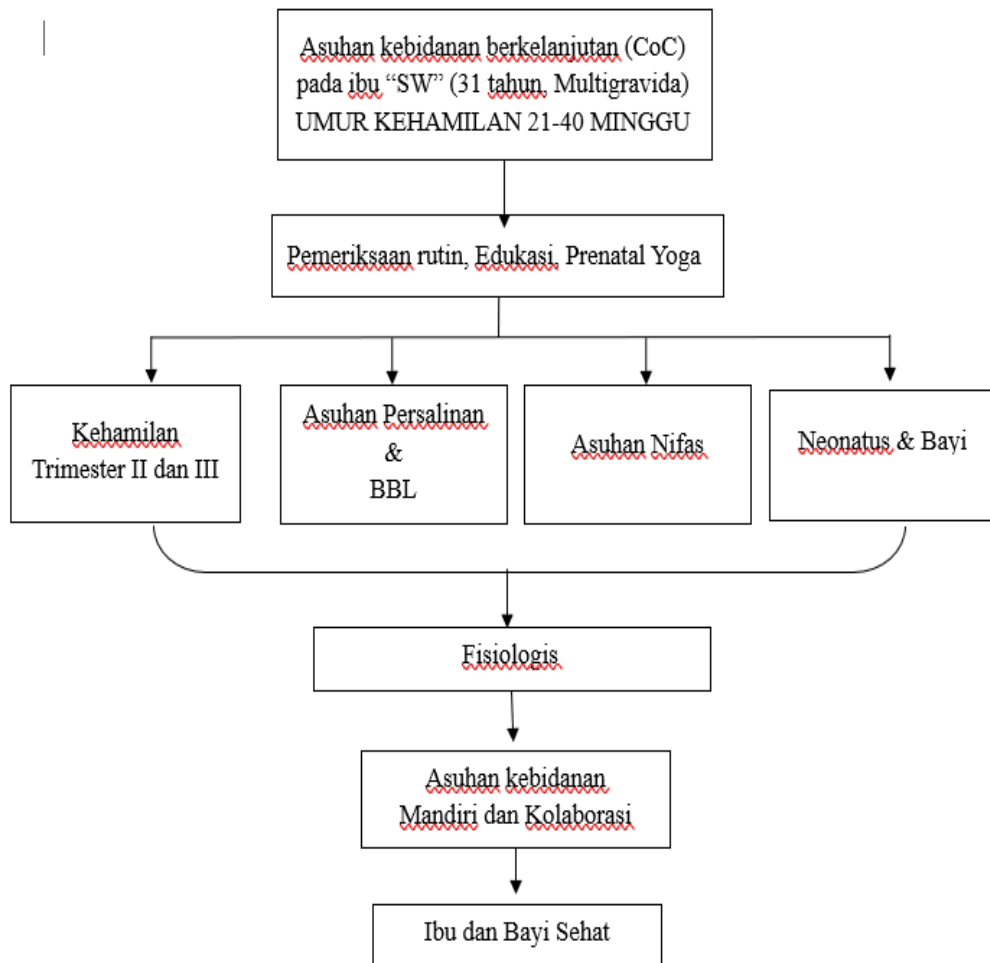 Asuhan kebidanan berkelanjutan (CoC)
pada ibu “SW” (31 tahun, Multigravida)
UMUR KEHAMILAN 21-40 MINGGU
Pemeriksaan rutin, Edukasi, Prenatal Yoga
Kehamilan
Trimester II dan III
Asuhan Persalinan
&
BBL
Asuhan Nifas
Neonatus & Bayi
Fisiologis
Asuhan kebidanan
Mandiri dan Kolaborasi
Ibu dan Bayi Sehat